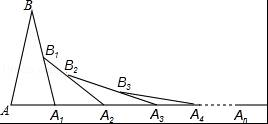 B
B₁
B₂
B₃
A A₁ A₂ A₃ A₄ Aₙ